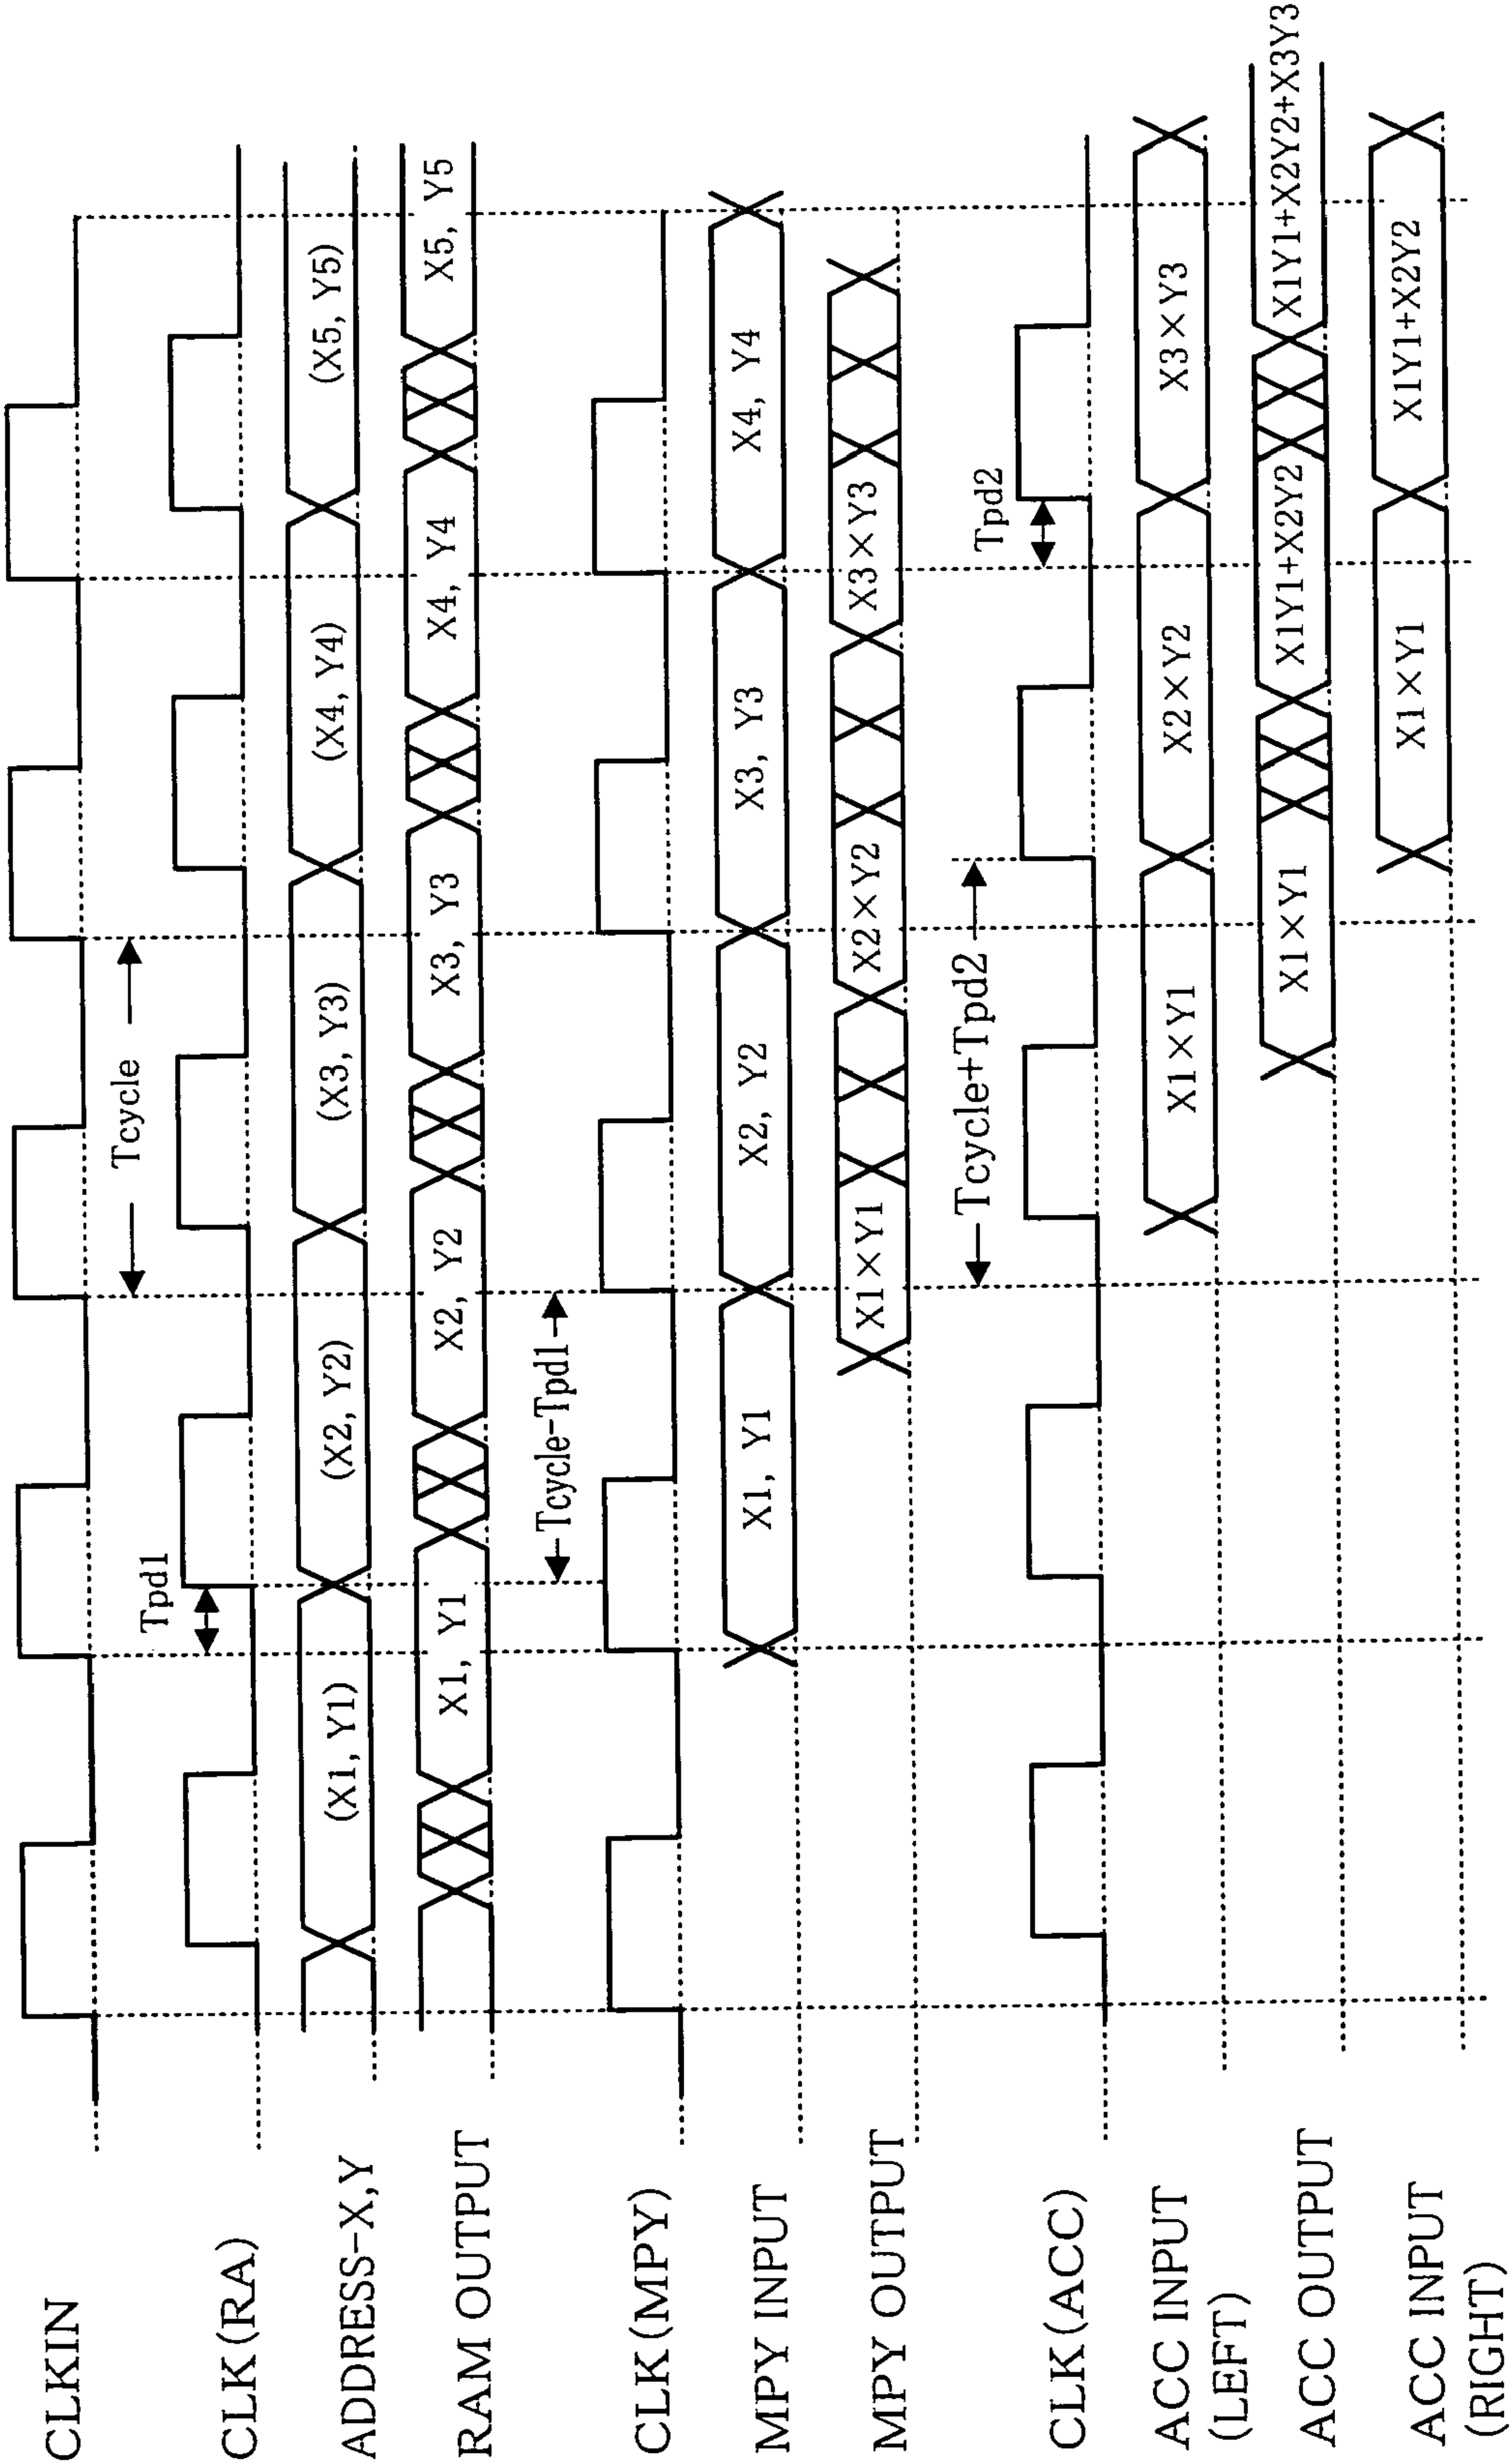 CLKIN
Tcycle
CLK(RA)
Tpd1
ADDRESS-X,Y
(X1, Y1)
(X2, Y2)
(X3, Y3)
(X4, Y4)
(X5, Y5)
RAM OUTPUT
X1, Y1
X2, Y2
X3, Y3
X4, Y4
X5, Y5
Tcycle-Tpd1
CLK(MPY)
MPY INPUT
X1, Y1
X2, Y2
X3, Y3
X4, Y4
MPY OUTPUT
X1×Y1
X2×Y2
X3×Y3
Tcycle+Tpd2
Tpd2
CLK(ACC)
ACC INPUT
(LEFT)
X1×Y1
X2×Y2
X3×Y3
ACC OUTPUT
X1×Y1
X1Y1+X2Y2
X1Y1+X2Y2+X3Y3
ACC INPUT
(RIGHT)
X1×Y1
X1Y1+X2Y2